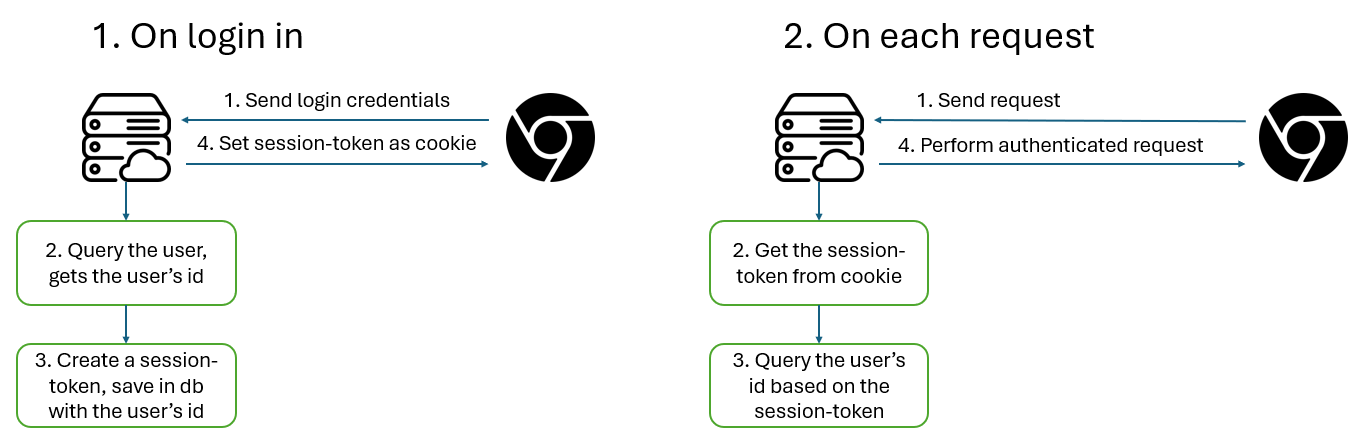 1. On login in
1. Send login credentials
4. Set session-token as cookie
2. Query the user,
gets the user’s id
3. Create a session-
token, save in db
with the user’s id
2. On each request
1. Send request
4. Perform authenticated request
2. Get the session-
token from cookie
3. Query the user’s
id based on the
session-token